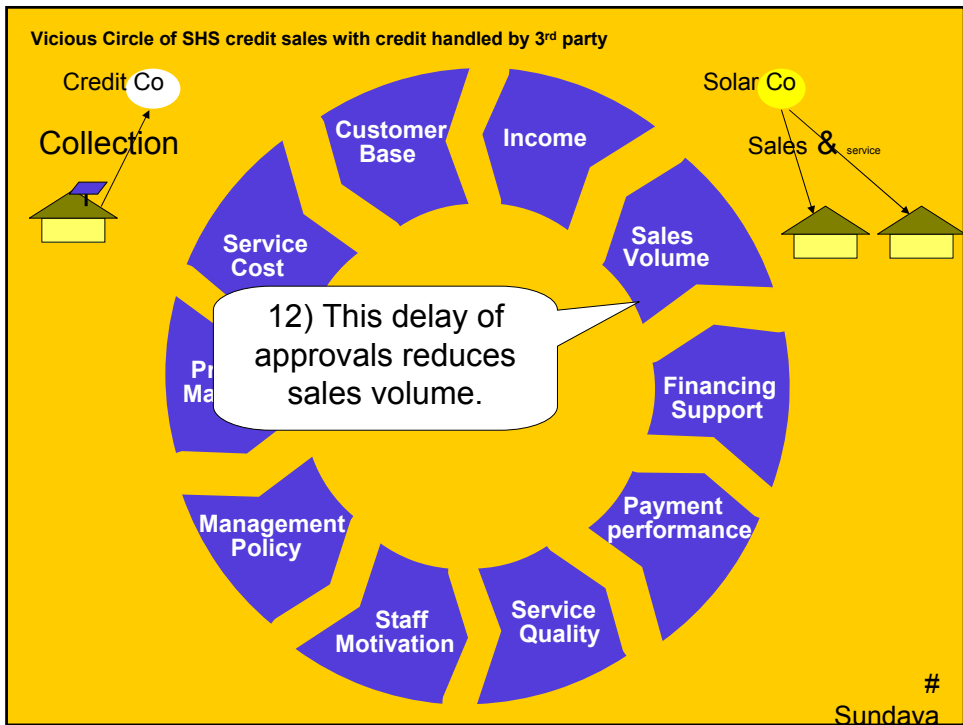 Vicious Circle of SHS credit sales with credit handled by 3rd party
Credit Co
Collection
Solar Co
Sales & service
Customer
Base
Income
Sales
Volume
Service
Cost
12) This delay of
approvals reduces
sales volume.
Financing
Support
Payment
performance
Management
Policy
Staff
Motivation
Service
Quality
#
Sundaya